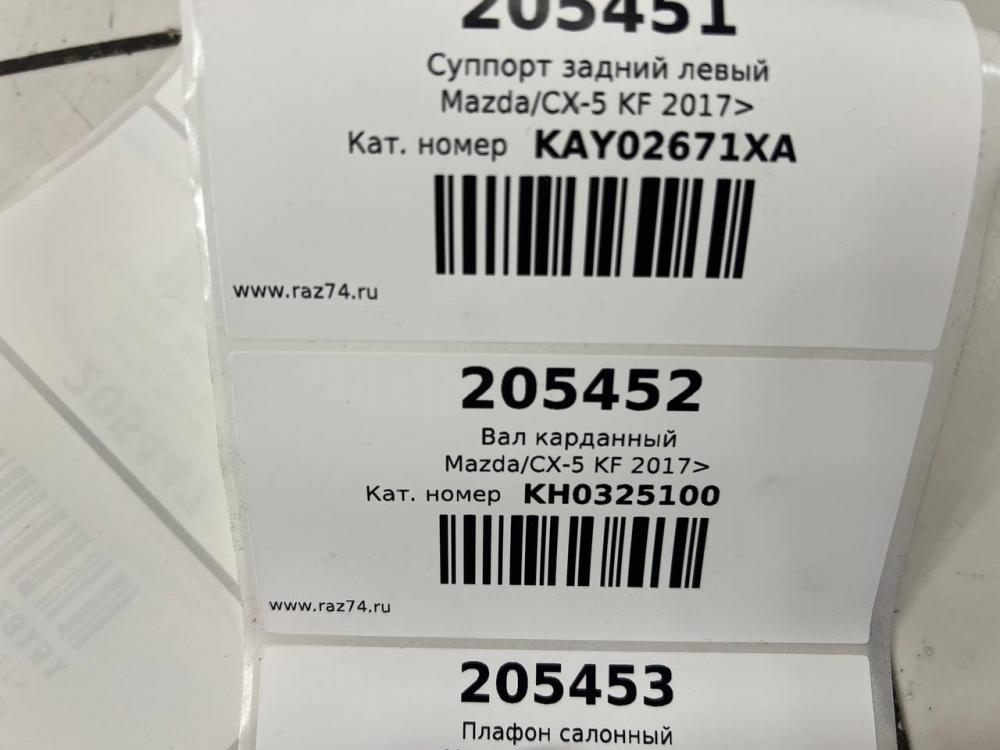 205451
Суппорт задний левый
Mazda/CX-5 KF 2017>
Кат. номер KAY02671XA
www.raz74.ru
205452
Вал карданный
Mazda/CX-5 KF 2017>
Кат. номер KH0325100
www.raz74.ru
205453
Плафон салонный